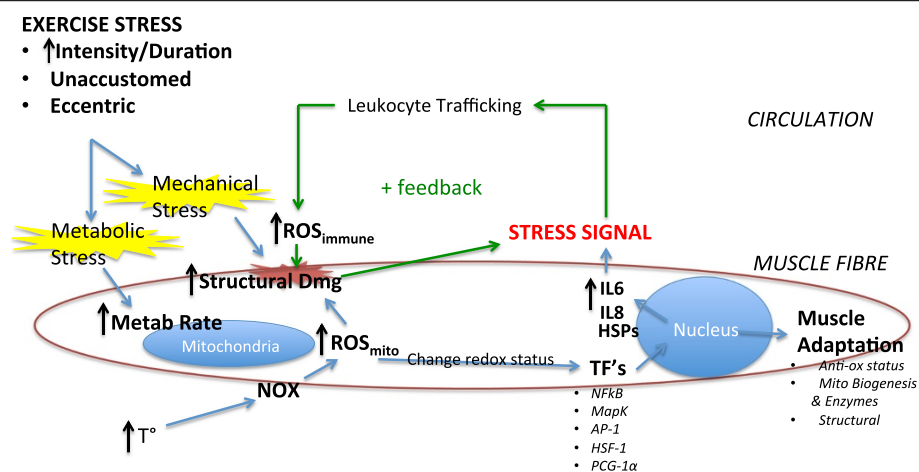 EXERCISE STRESS
• ↑Intensity/Duration
• Unaccustomed
• Eccentric
Leukocyte Trafficking
CIRCULATION
Mechanical
Stress
+ feedback
Metabolic
Stress
↑ROSimmune
STRESS SIGNAL
MUSCLE FIBRE
↑Structural Dmg
↑Metab Rate
Mitochondria
↑ROSmito
Change redox status
↑IL6
IL8
HSPs
Nucleus
Muscle
Adaptation
• Anti-ox status
• Mito Biogenesis
& Enzymes
• Structural
NOX
↑T°
TF's
• NFkB
• MapK
• AP-1
• HSF-1
• PCG-1α